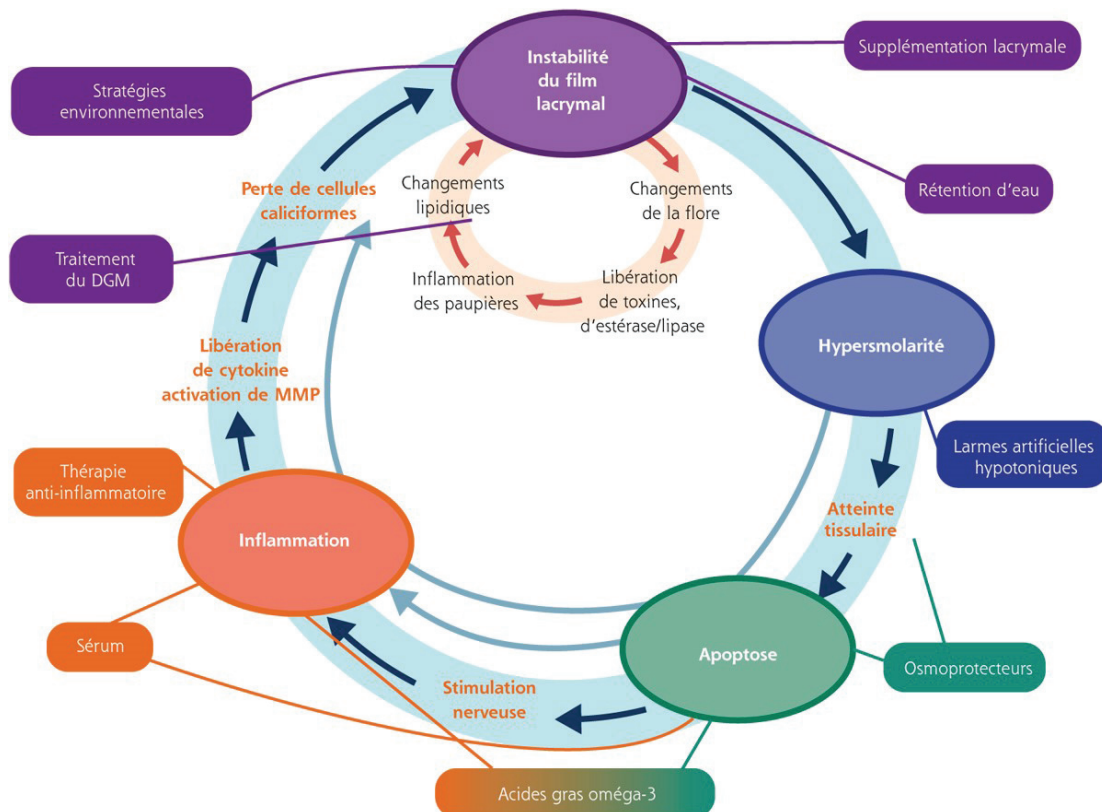 Instabilité
du film
lacrymal
Supplémentation lacrymale
Stratégies
environnementales
Rétention d'eau
Perte de cellules
caliciformes
Changements
lipidiques
Changements
de la flore
Traitement
du DGM
Inflammation
des paupières
Libération
de toxines,
d'estérase/lipase
Hypersmolarité
Libération
de cytokine
activation de MMP
Larmes artificielles
hypotoniques
Thérapie
anti-inflammatoire
Atteinte
tissulaire
Inflammation
Sérum
Apoptose
Osmoprotecteurs
Stimulation
nerveuse
Acides gras oméga-3